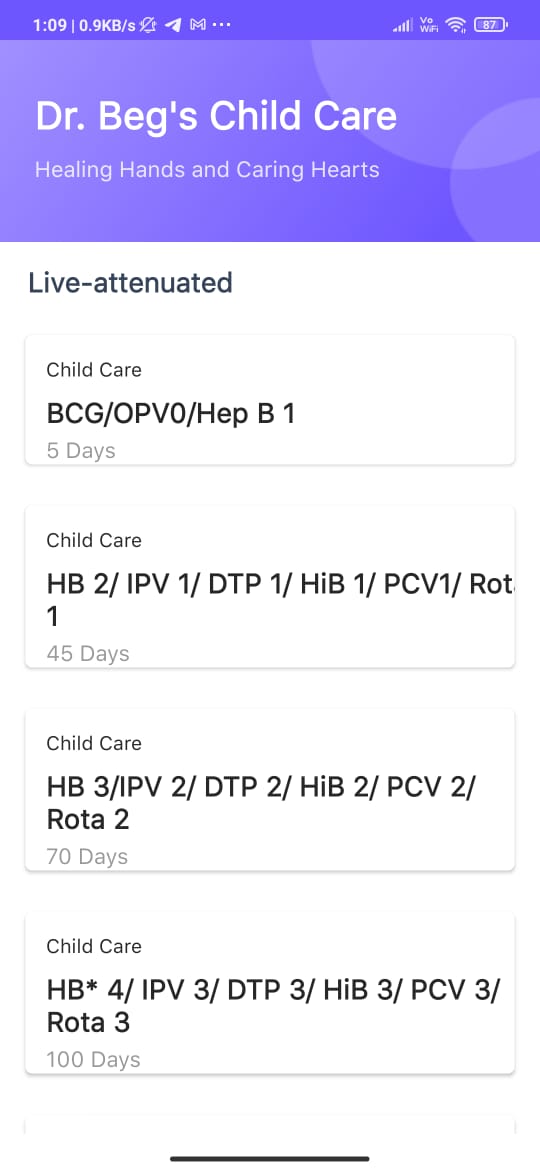 1:09 | 0.9KB/s
Vo
WiFi
87
Dr. Beg's Child Care
Healing Hands and Caring Hearts
Live-attenuated
Child Care
BCG/OPV0/Hep B 1
5 Days
Child Care
HB 2/ IPV 1/ DTP 1/ HiB 1/ PCV1/ Rot
1
45 Days
Child Care
HB 3/IPV 2/ DTP 2/ HiB 2/ PCV 2/
Rota 2
70 Days
Child Care
HB* 4/ IPV 3/ DTP 3/ HiB 3/ PCV 3/
Rota 3
100 Days